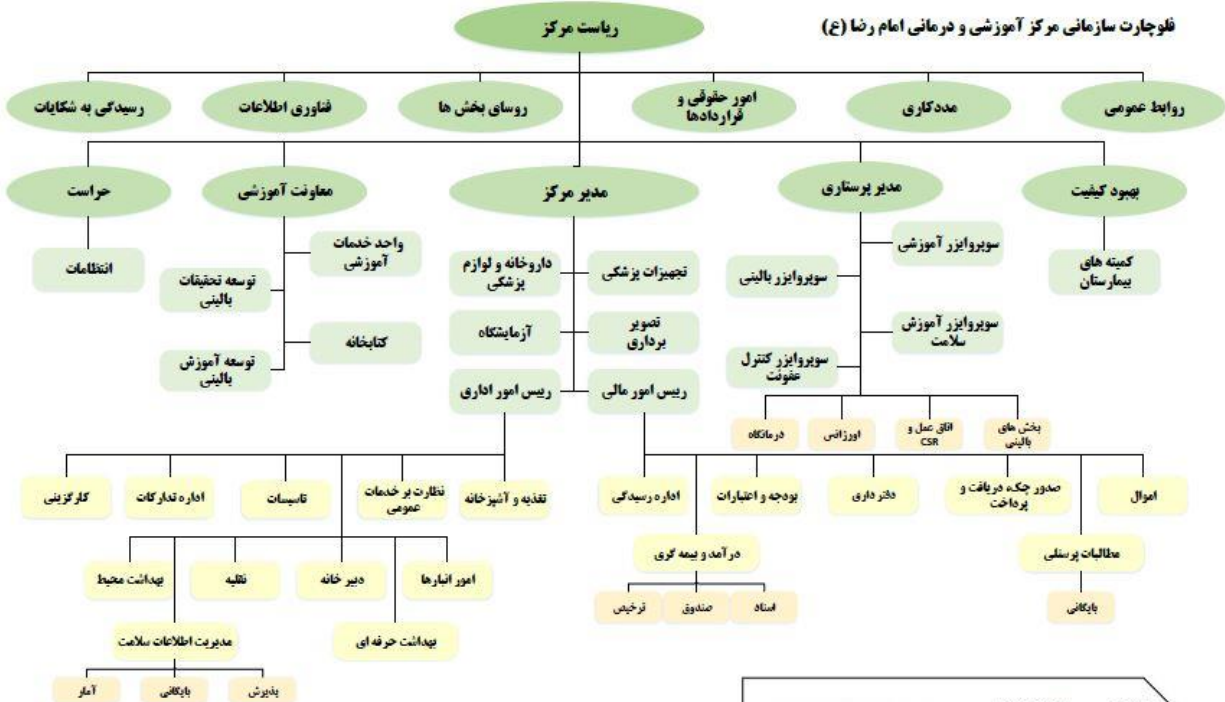 فلوچارت سازمانی مرکز آموزشی و درمانی امام رضا (ع)
ریاست مرکز
روابط عمومی
مددکاری
امور حقوقی و
قراردادها
روسای بخش ها
فناوری اطلاعات
رسیدگی به شکایات
بهبود کیفیت
مدیر پرستاری
مدیر مرکز
معاونت آموزشی
حراست
کمیته های
بیمارستان
سوپروایزر آموزشی
سوپروایزر بالینی
سوپروایزر آموزش
سلامت
سوپروایزر کنترل
عفونت
تجهیزات پزشکی
داروخانه و لوازم
پزشکی
تصویر
برداری
آزمایشگاه
رییس امور مالی
رییس امور اداری
واحد خدمات
آموزشی
توسعه تحقیقات
بالینی
کتابخانه
توسعه آموزش
بالینی
انتظامات
بخش های
بالینی
اتاق عمل و
CSR
اورژانس
درمانگاه
اموال
صدور چک، دریافت و
پرداخت
دفتر داری
بودجه و اعتبارات
اداره رسیدگی
تغذیه و آشپزخانه
نظارت بر خدمات
عمومی
تاسیسات
اداره تدارکات
کارگزینی
مطالبات پرسنلی
درآمد و بیمه گری
امور انبارها
دبیر خانه
نقلیه
بهداشت محیط
بایگانی
اسناد
صندوق
ترخیص
بهداشت حرفه ای
مدیریت اطلاعات سلامت
پذیرش
بایگانی
آمار